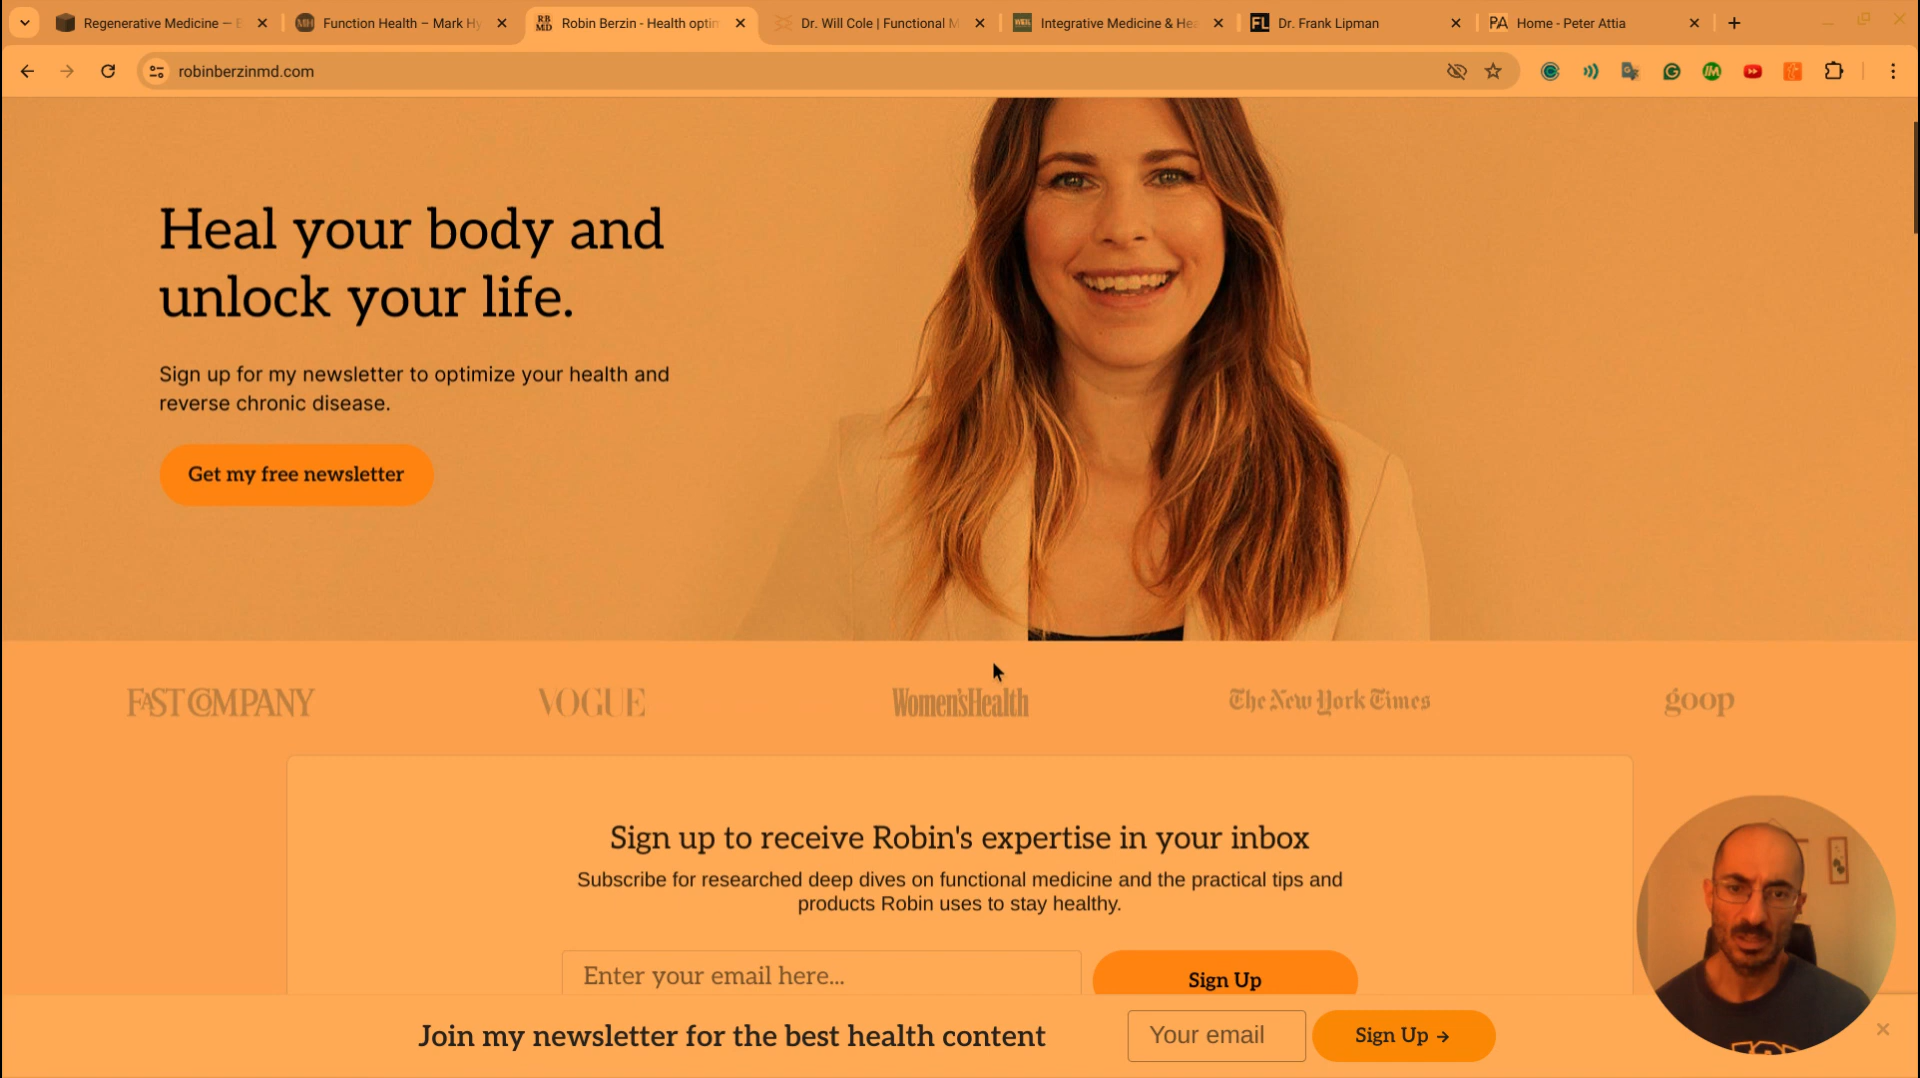 Regenerative Medicine —
Function Health – Mark Hy
Robin Berzin - Health optim
Dr. Will Cole | Functional M
Integrative Medicine & Hea
FL
Dr. Frank Lipman
PA
Home - Peter Attia
robinberzinmd.com
Heal your body and
unlock your life.
Sign up for my newsletter to optimize your health and
reverse chronic disease.
Get my free newsletter
FAST COMPANY
VOGUE
Women'sHealth
The New York Times
goop
Sign up to receive Robin's expertise in your inbox
Subscribe for researched deep dives on functional medicine and the practical tips and
products Robin uses to stay healthy.
Enter your email here...
Sign Up
Join my newsletter for the best health content
Your email
Sign Up →